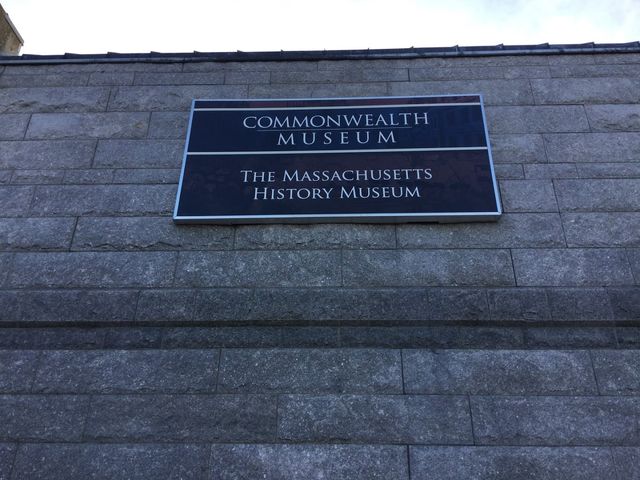 COMMONWEALTH
MUSEUM
THE MASSACHUSETTS
HISTORY MUSEUM